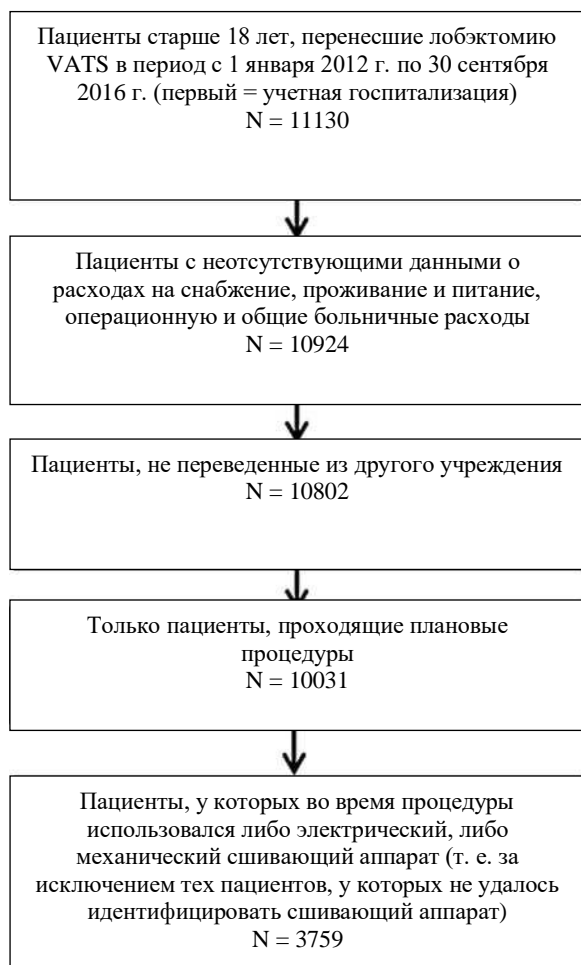 Пациенты старше 18 лет, перенесшие лобэктомию
VATS в период с 1 января 2012 г. по 30 сентября
2016 г. (первый = учетная госпитализация)
N = 11130
Пациенты с неотсутствующими данными о
расходах на снабжение, проживание и питание,
операционную и общие больничные расходы
N = 10924
Пациенты, не переведенные из другого учреждения
N = 10802
Только пациенты, проходящие плановые
процедуры
N = 10031
Пациенты, у которых во время процедуры
использовался либо электрический, либо
механический сшивающий аппарат (т. е. за
исключением тех пациентов, у которых не удалось
идентифицировать сшивающий аппарат)
N = 3759